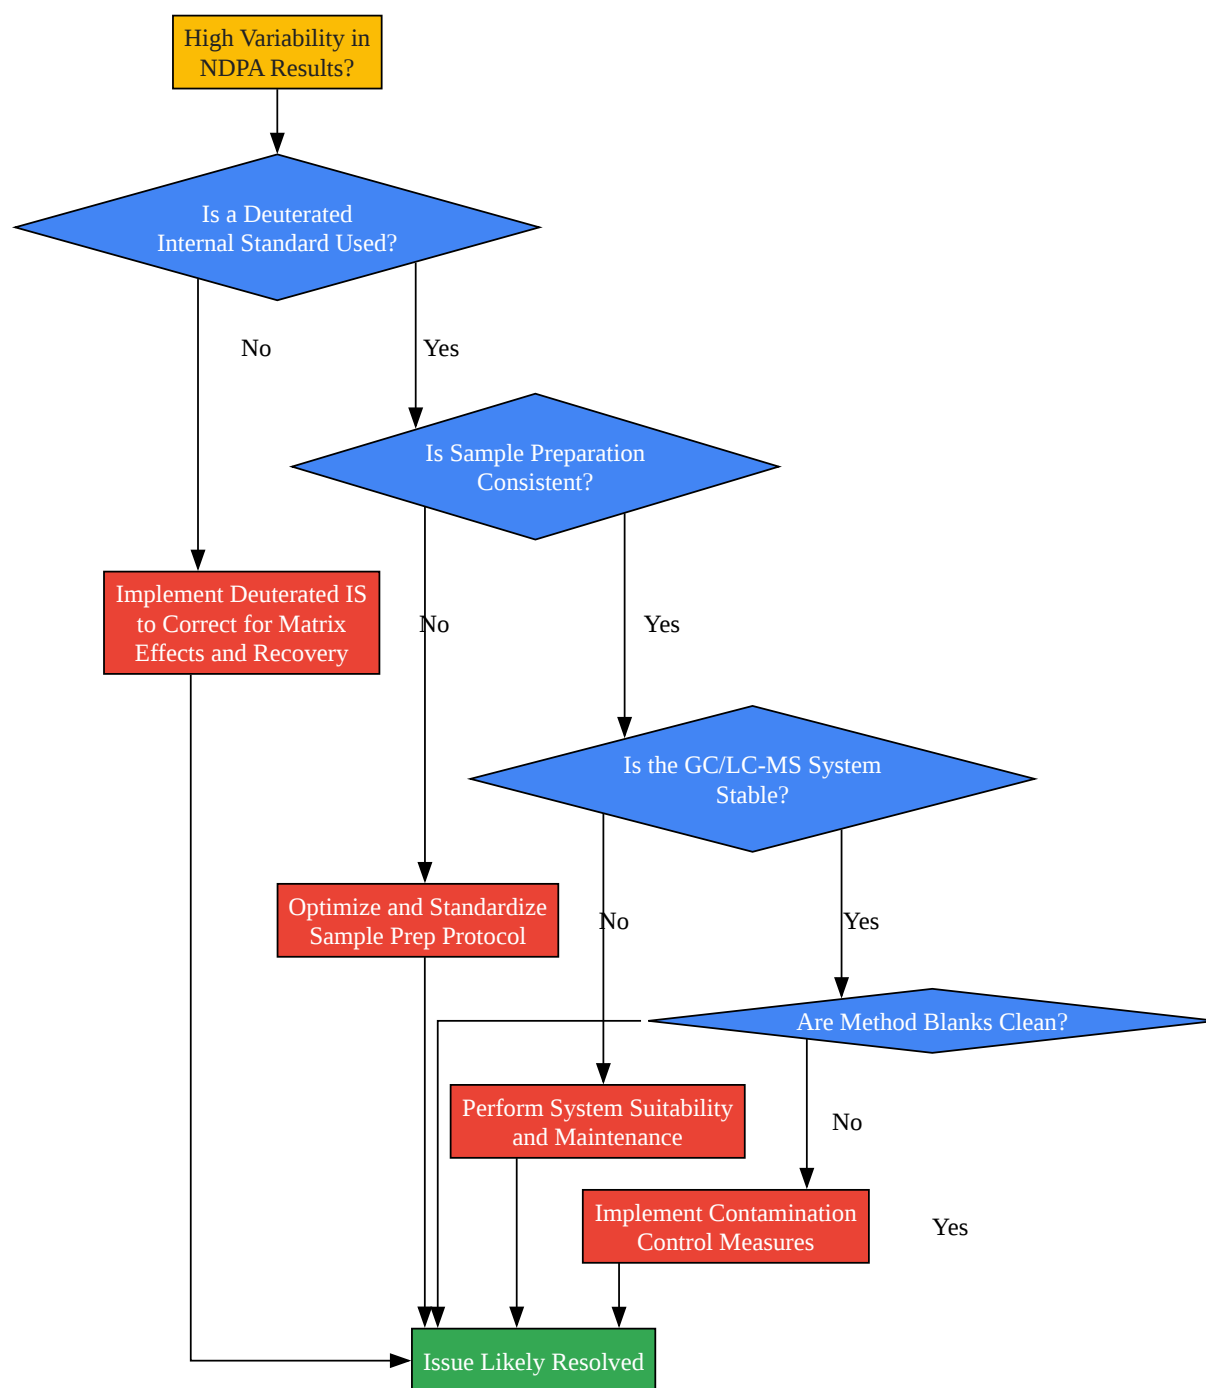 High Variability in
NDPA Results?
Is a Deuterated
Internal Standard Used?
No
Yes
Is Sample Preparation
Consistent?
Implement Deuterated IS
to Correct for Matrix
Effects and Recovery
No
Yes
Is the GC/LC-MS System
Stable?
Optimize and Standardize
Sample Prep Protocol
No
Yes
Are Method Blanks Clean?
Perform System Suitability
and Maintenance
No
Implement Contamination
Control Measures
Yes
Issue Likely Resolved